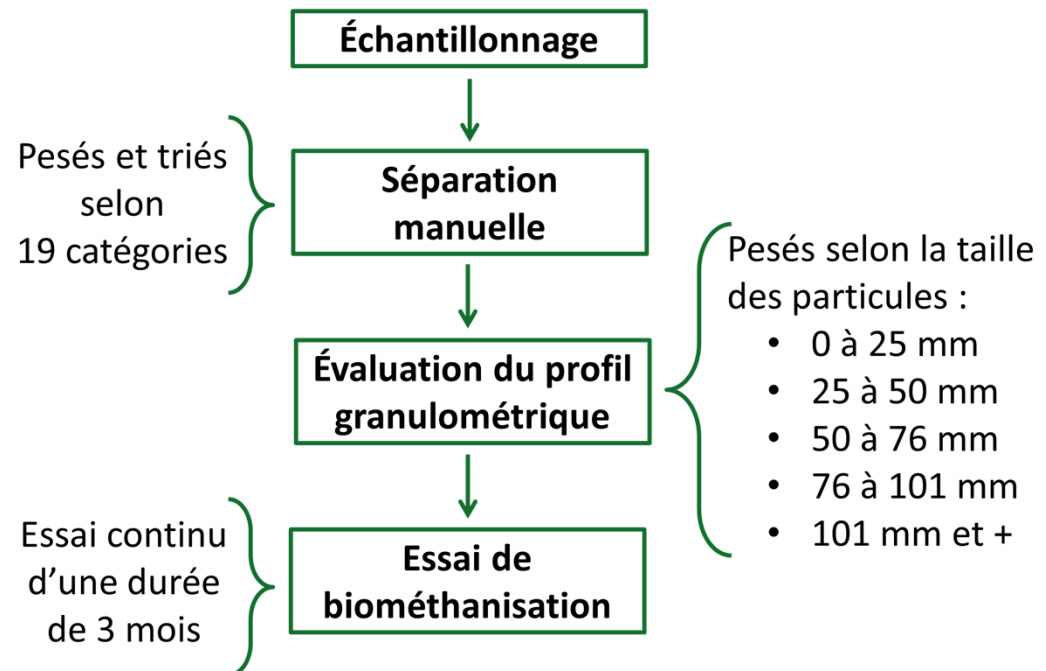 Échantillonnage
Pesés et triés
selon
19 catégories
Séparation
manuelle
Évaluation du profil
granulométrique
Pesés selon la taille
des particules :
• 0 à 25 mm
• 25 à 50 mm
• 50 à 76 mm
• 76 à 101 mm
• 101 mm et +
Essai continu
d’une durée
de 3 mois
Essai de
biométhanisation